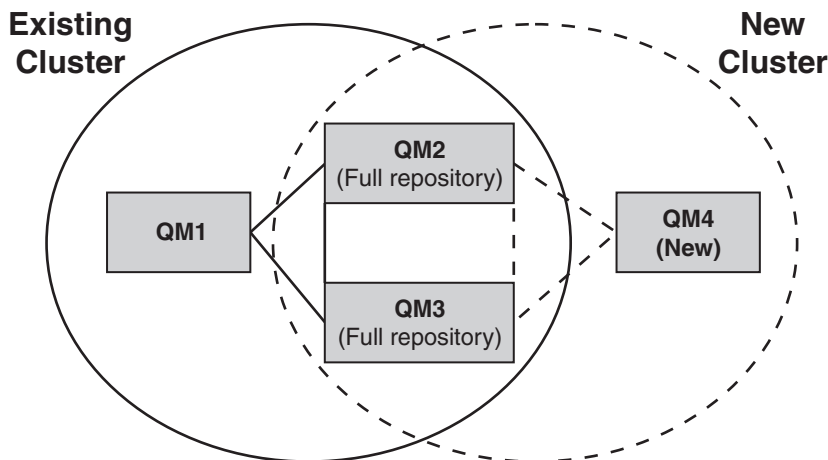 Existing
Cluster
New
Cluster
QM2
(Full repository)
QM1
QM4
(New)
QM3
(Full repository)